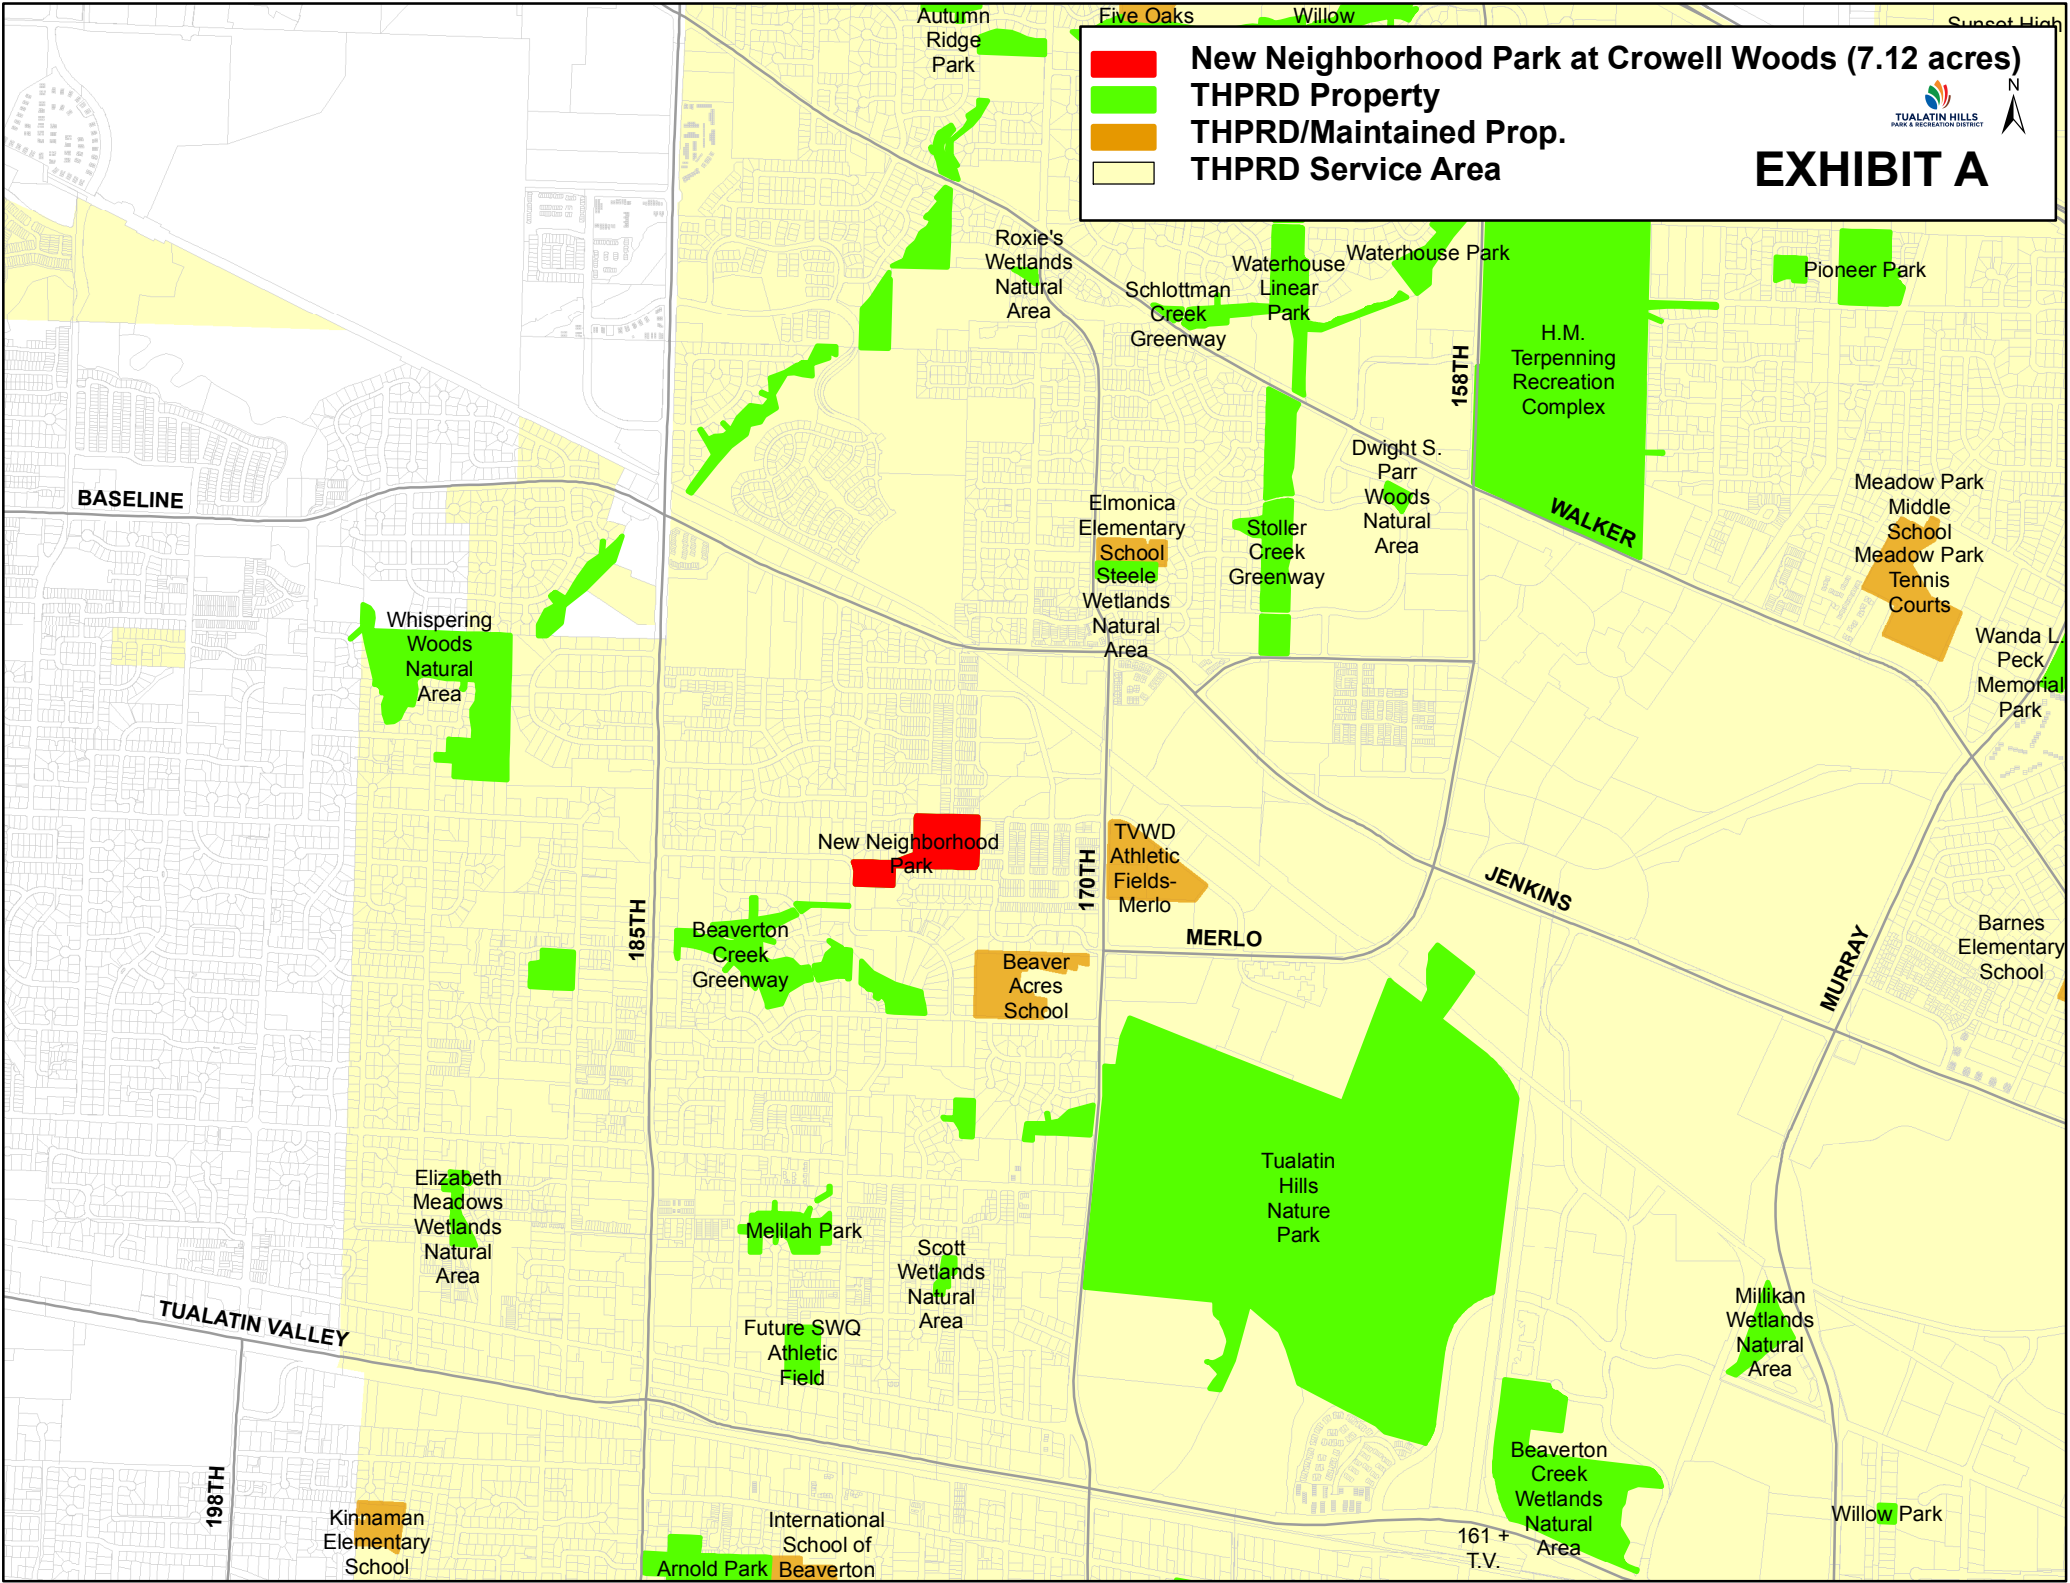 Autumn
Ridge
Park
Five Oaks
Willow
Sunset High
New Neighborhood Park at Crowell Woods (7.12 acres)
THPRD Property
THPRD/Maintained Prop.
THPRD Service Area
TUALATIN HILLS
PARK & RECREATION DISTRICT
N
EXHIBIT A
Roxie's
Wetlands
Natural
Area
Schlottman
Creek
Greenway
Waterhouse
Linear
Park
Waterhouse Park
Pioneer Park
H.M.
Terpenning
Recreation
Complex
158TH
Dwight S.
Parr
Woods
Natural
Area
WALKER
Meadow Park
Middle
School
Meadow Park
Tennis
Courts
BASELINE
Elmonica
Elementary
School
Steele
Wetlands
Natural
Area
Stoller
Creek
Greenway
Whispering
Woods
Natural
Area
Wanda L.
Peck
Memorial
Park
New Neighborhood
Park
170TH
TVWD
Athletic
Fields-
Merlo
JENKINS
185TH
Beaverton
Creek
Greenway
MERLO
Beaver
Acres
School
MURRAY
Barnes
Elementary
School
Tualatin
Hills
Nature
Park
Elizabeth
Meadows
Wetlands
Natural
Area
Melilah Park
Scott
Wetlands
Natural
Area
TUALATIN VALLEY
Future SWQ
Athletic
Field
Millikan
Wetlands
Natural
Area
198TH
Kinnaman
Elementary
School
International
School of
Beaverton
Arnold Park
Beaverton
Creek
Wetlands
Natural
Area
161 +
T.V.
Willow Park